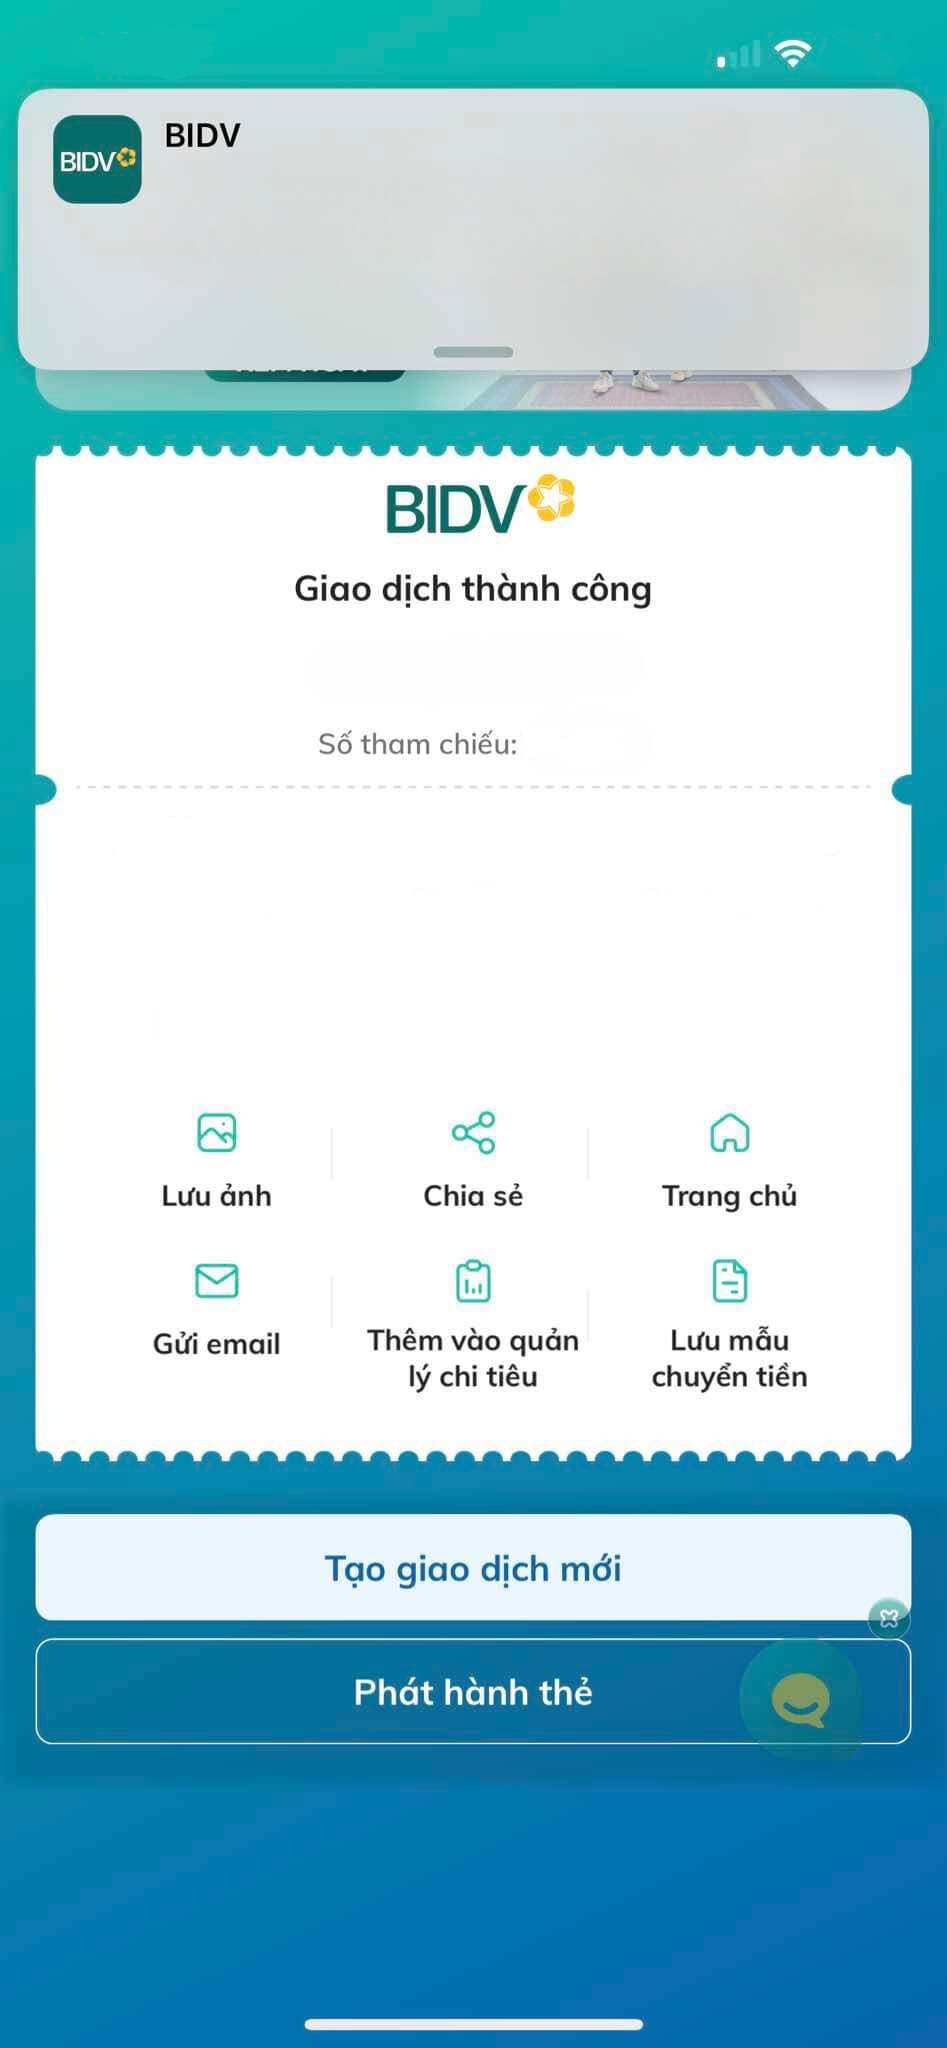 BIDV
BIDV
BIDV
Giao dịch thành công
Số tham chiếu:
Lưu ảnh
Chia sẻ
Trang chủ
Gửi email
Thêm vào quản
lý chi tiêu
Lưu mẫu
chuyển tiền
Tạo giao dịch mới
Phát hành thẻ